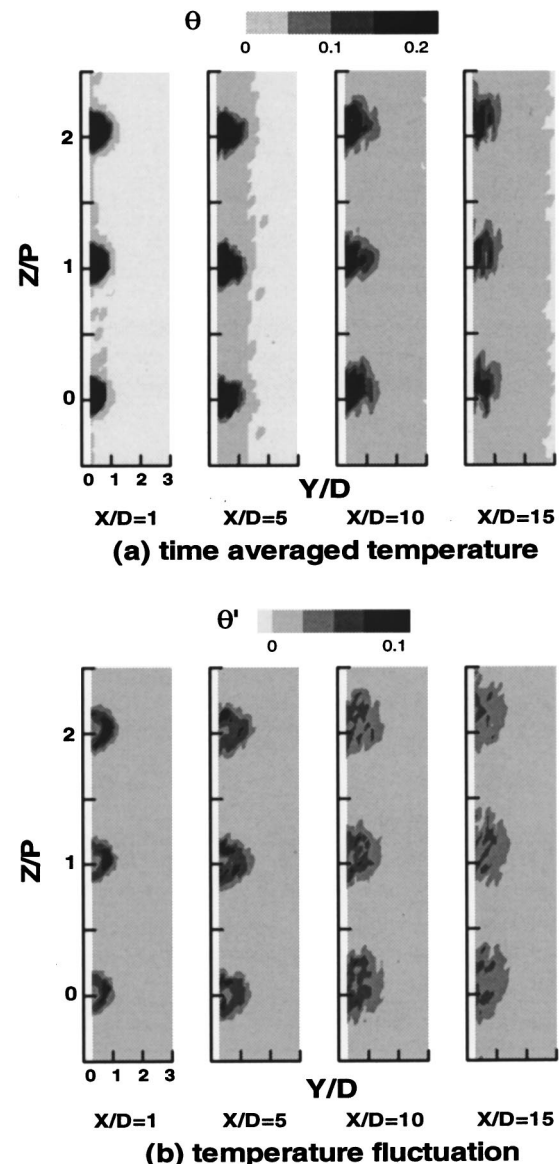 θ
0 0.1 0.2
Z/P
2
1
0
0 1 2 3
Y/D
X/D=1 X/D=5 X/D=10 X/D=15
(a) time averaged temperature
θ'
0 0.1
Z/P
2
1
0
0 1 2 3
Y/D
X/D=1 X/D=5 X/D=10 X/D=15
(b) temperature fluctuation